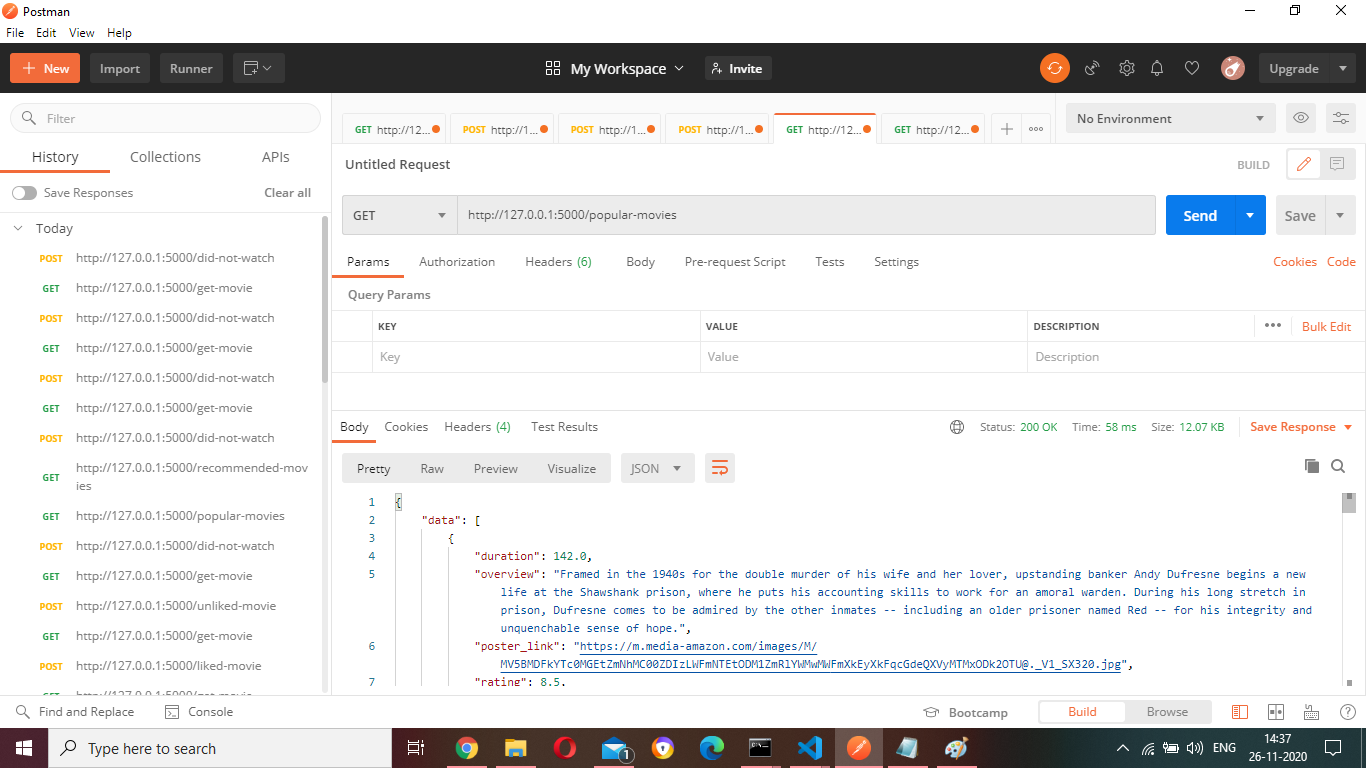 Postman
File Edit View Help
New Import Runner My Workspace Invite Upgrade
Filter
History Collections APIs
Save Responses Clear all
Today
POST http://127.0.0.1:5000/did-not-watch
GET http://127.0.0.1:5000/get-movie
POST http://127.0.0.1:5000/did-not-watch
GET http://127.0.0.1:5000/get-movie
POST http://127.0.0.1:5000/did-not-watch
GET http://127.0.0.1:5000/get-movie
POST http://127.0.0.1:5000/did-not-watch
GET http://127.0.0.1:5000/recommended-mov
ies
GET http://127.0.0.1:5000/popular-movies
POST http://127.0.0.1:5000/did-not-watch
GET http://127.0.0.1:5000/get-movie
POST http://127.0.0.1:5000/unliked-movie
GET http://127.0.0.1:5000/get-movie
POST http://127.0.0.1:5000/liked-movie
GET http://127.0.0.1:5000/get-movie
GET http://12... POST http://1... POST http://1... POST http://1... GET http://12... GET http://12... No Environment
Untitled Request BUILD
GET http://127.0.0.1:5000/popular-movies Send Save
Params Authorization Headers (6) Body Pre-request Script Tests Settings Cookies Code
Query Params
KEY VALUE DESCRIPTION Bulk Edit
Key Value Description
Body Cookies Headers (4) Test Results Status: 200 OK Time: 58 ms Size: 12.07 KB Save Response
Pretty Raw Preview Visualize JSON
1 {
2 "data": [
3 {
4 "duration": 142.0,
5 "overview": "Framed in the 1940s for the double murder of his wife and her lover, upstanding banker Andy Dufresne begins a new
life at the Shawshank prison, where he puts his accounting skills to work for an amoral warden. During his long stretch in
prison, Dufresne comes to be admired by the other inmates -- including an older prisoner named Red -- for his integrity and
unquenchable sense of hope.",
6 "poster_link": "https://m.media-amazon.com/images/M/
MV5BMDFkYTc0MGEtZmNhMC00ZDIzLWFmNTEtODM1ZmRlYWMwMWFmXkEyXkFqcGdeQXVyMTMxODk2OTU@._V1_SX320.jpg",
7 "rating": 8.5,
Find and Replace Console Bootcamp Build Browse
Type here to search 1 ENG 14:37
26-11-2020